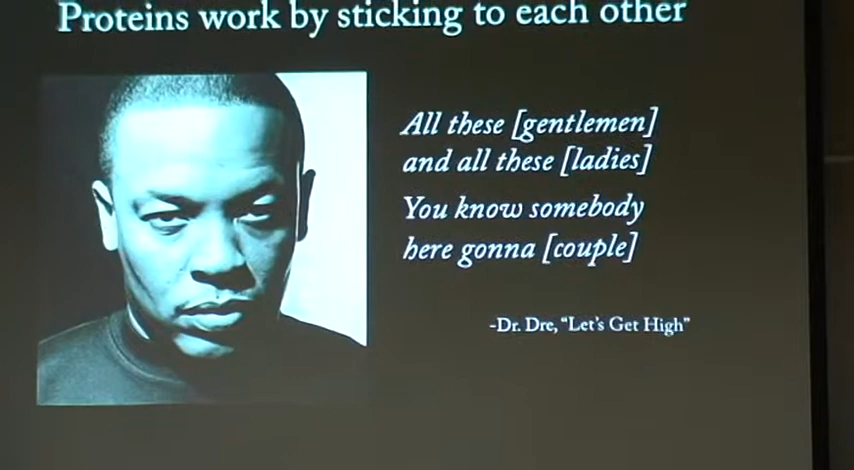 Proteins work by sticking to each other
All these [gentlemen]
and all these [ladies]
You know somebody
here gonna [couple]
-Dr. Dre, “Let’s Get High”